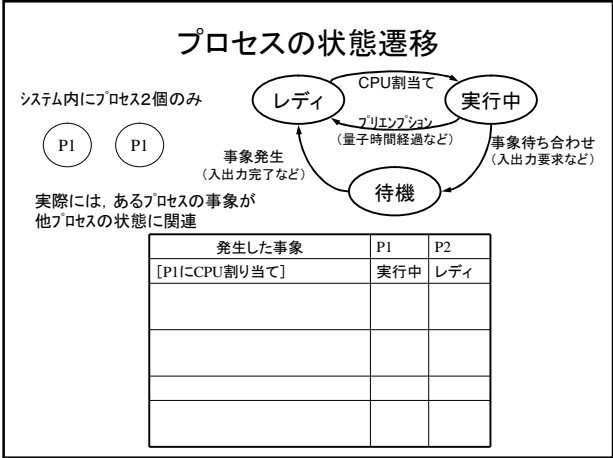 プロセスの状態遷移
システム内にプロセス2個のみ
P1
P1
レディ
CPU割当て
実行中
プリエンプション
(量子時間経過など)
事象発生
(入出力完了など)
事象待ち合わせ
(入出力要求など)
待機
実際には,あるプロセスの事象が
他プロセスの状態に関連
発生した事象 P1 P2
[P1にCPU割り当て] 実行中 レディ